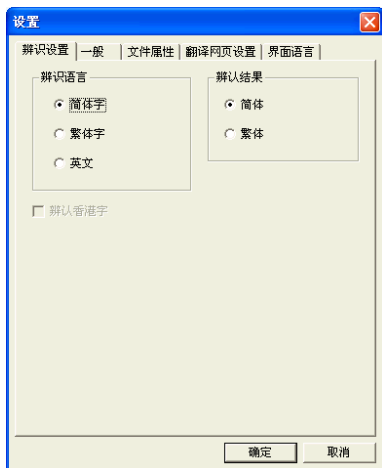 设置
辨识设置 一般 文件属性 翻译网页设置 界面语言
辨识语言
简体字
繁体字
英文
辨认结果
简体
繁体
辨认香港字
确定 取消